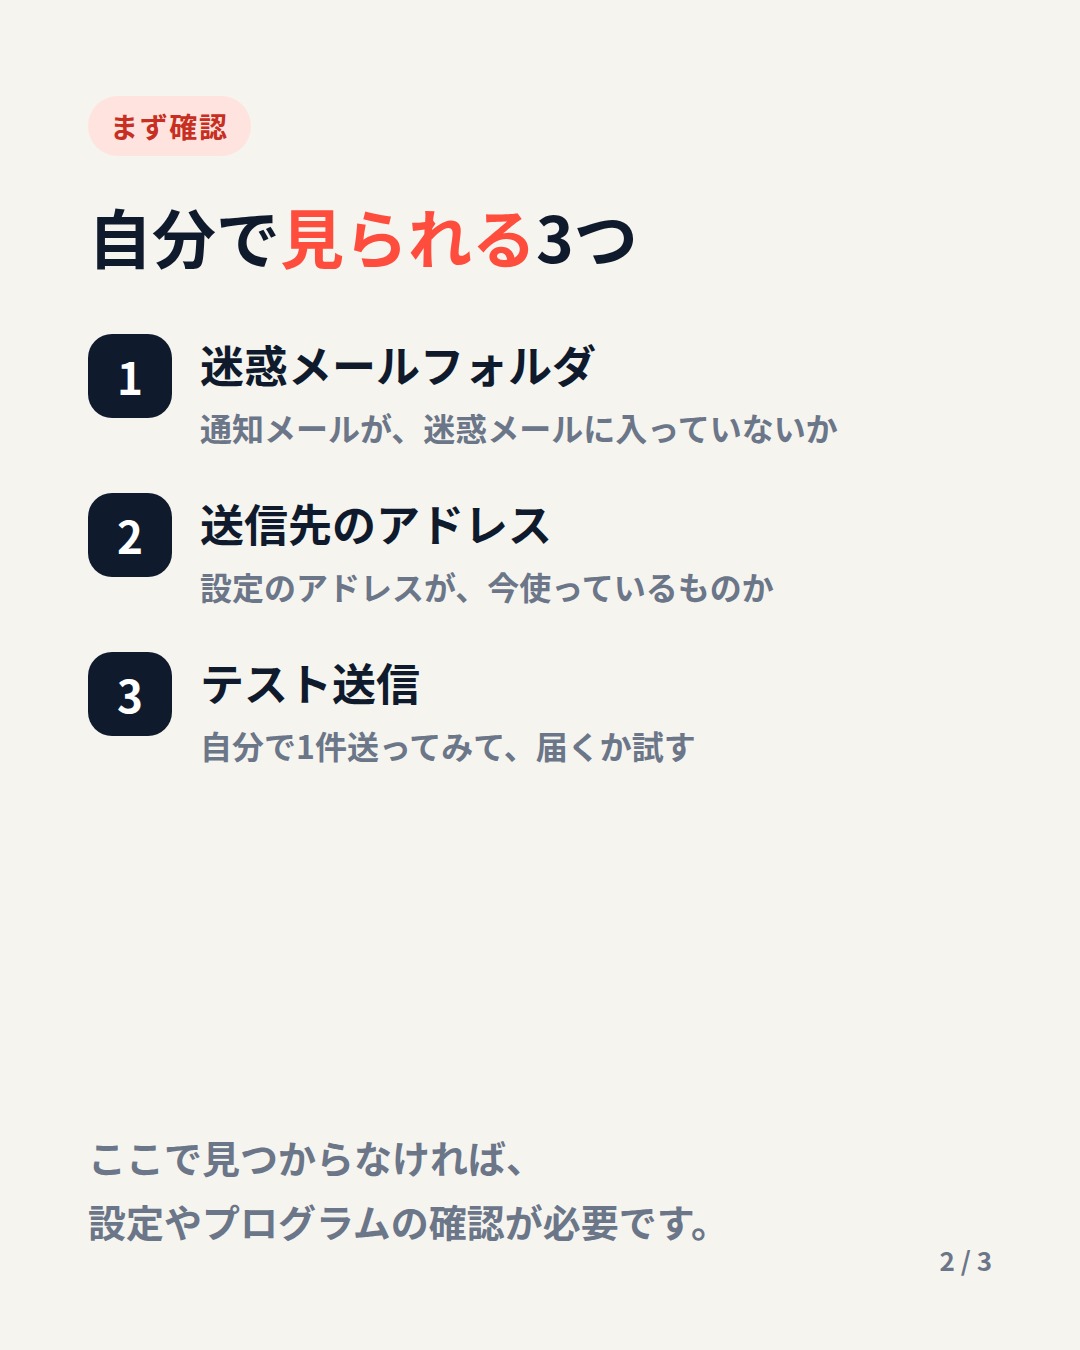 まず確認
自分で見られる3つ
1
迷惑メールフォルダ
通知メールが、迷惑メールに入っていないか
2
送信先のアドレス
設定のアドレスが、今使っているものか
3
テスト送信
自分で1件送ってみて、届くか試す
ここで見つからなければ、
設定やプログラムの確認が必要です。
2 / 3